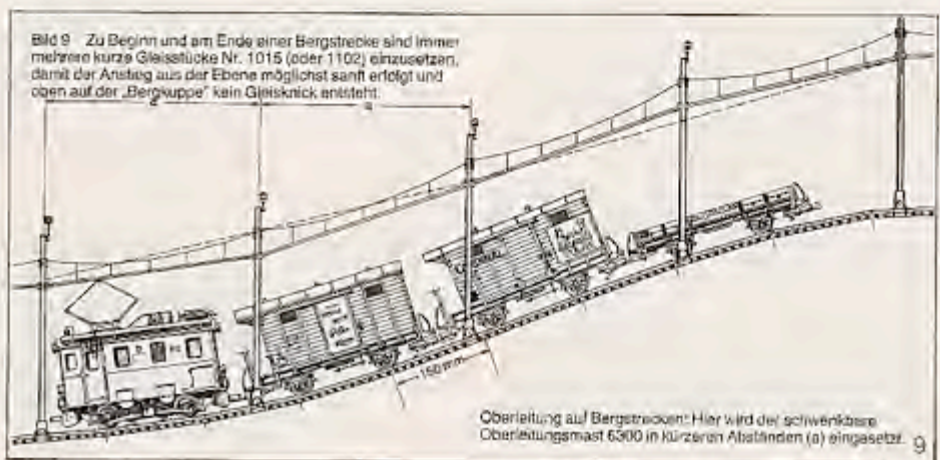 Bild 9 Zu Beginn und am Ende einer Bergstrecke sind immer
mehrere kurze Gleisstücke Nr. 1015 (oder 1102) einzusetzen,
damit der Anstieg aus der Ebene möglichst sanft erfolgt und
oben auf der „Bergkuppe" kein Gleisknick entsteht.
a a
150 mm
Oberleitung auf Bergstrecken: Hier wird der schwenkbare
Oberleitungsmast 6300 in kürzeren Abständen (a) eingesetzt. 9